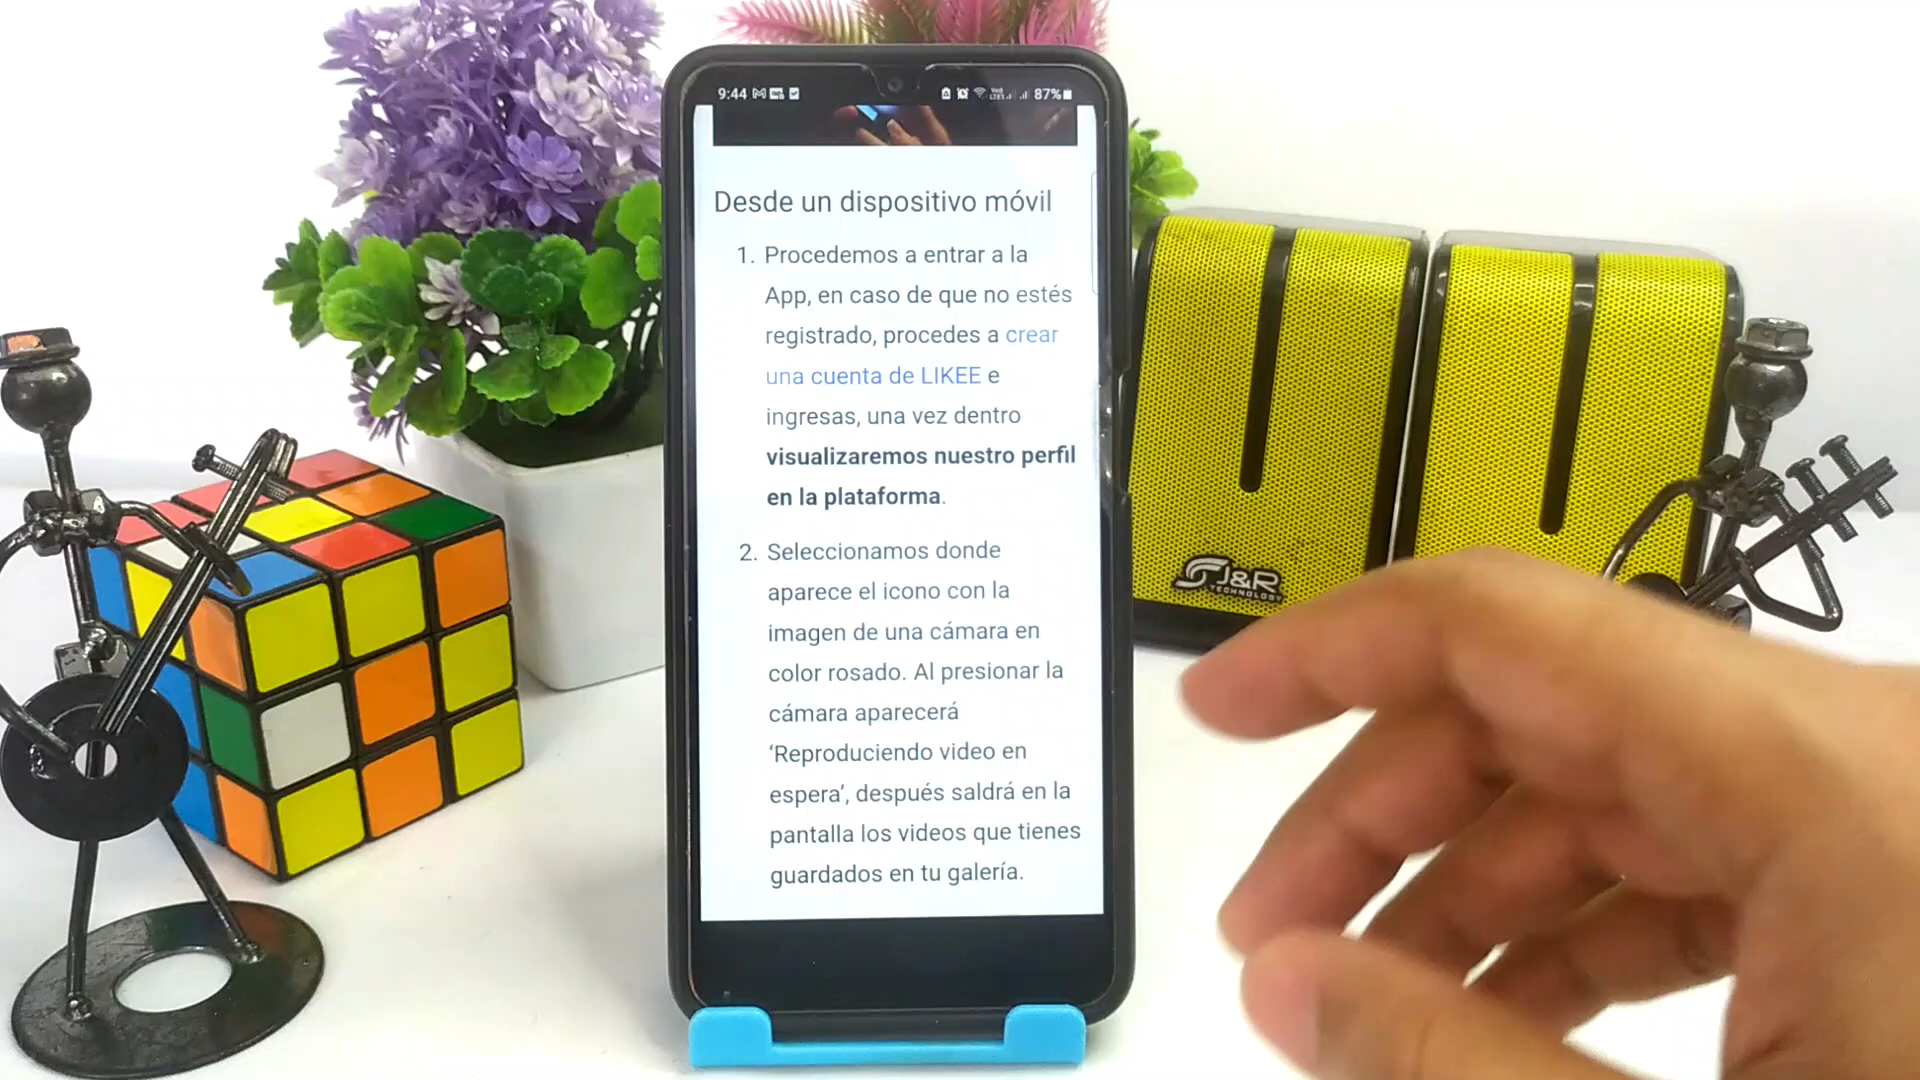 9:44
87%
Desde un dispositivo móvil
1. Procedemos a entrar a la
App, en caso de que no estés
registrado, procedes a crear
una cuenta de LIKEE e
ingresas, una vez dentro
visualizaremos nuestro perfil
en la plataforma.
2. Seleccionamos donde
aparece el icono con la
imagen de una cámara en
color rosado. Al presionar la
cámara aparecerá
‘Reproduciendo video en
espera’, después saldrá en la
pantalla los videos que tienes
guardados en tu galería.
J&R
TECHNOLOGY